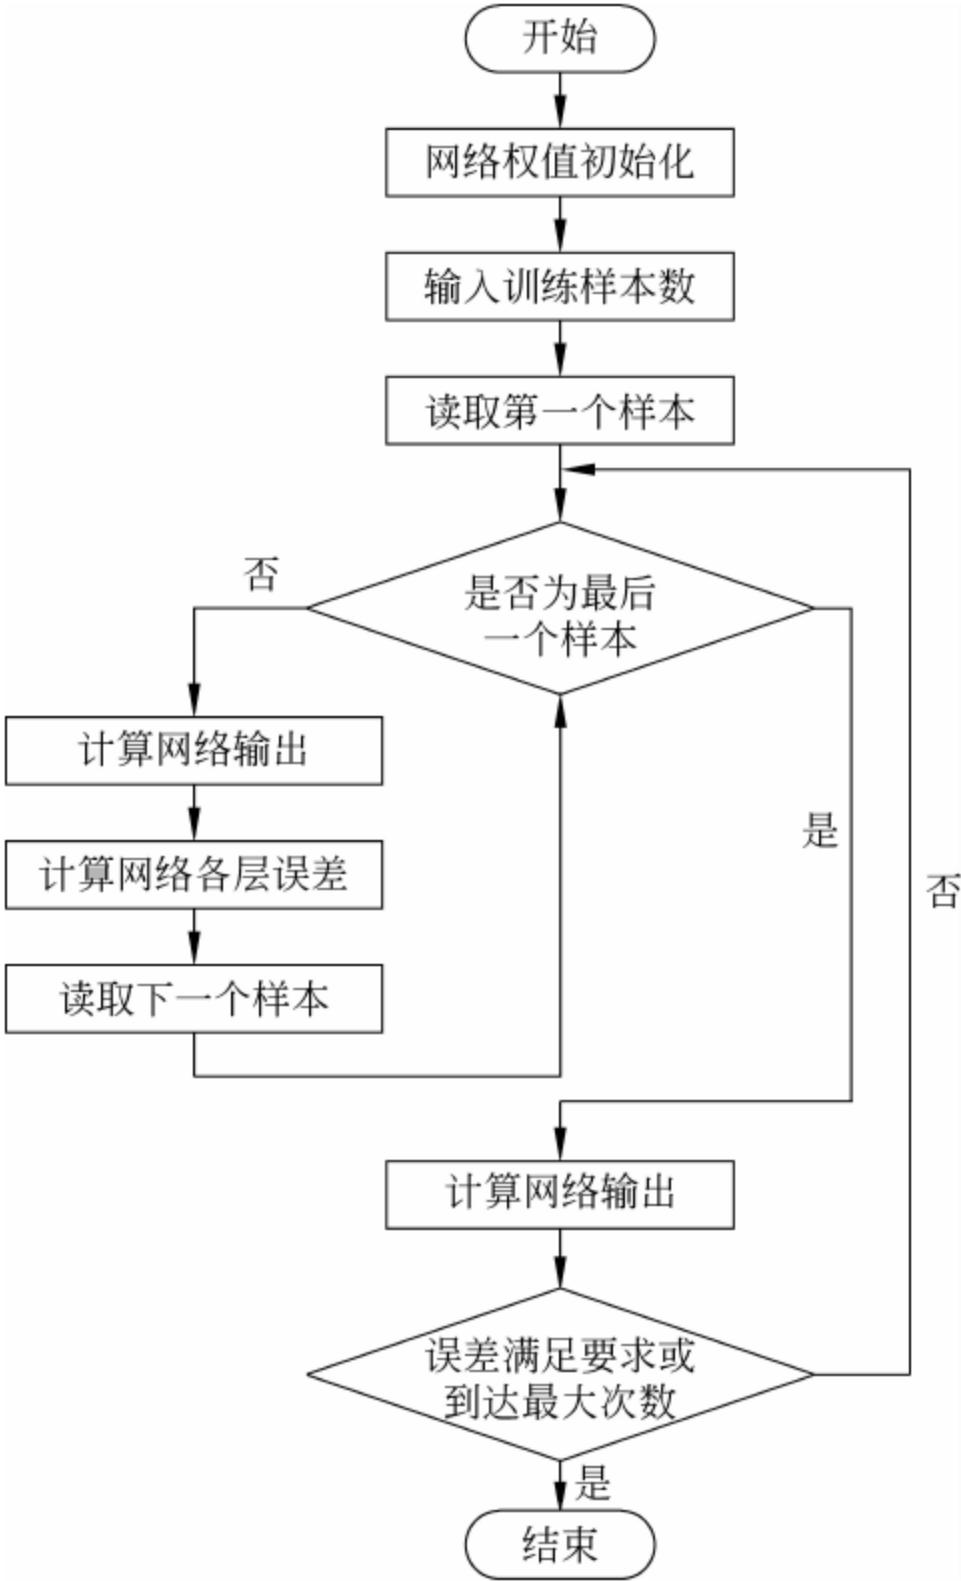 开始
网络权值初始化
输入训练样本数
读取第一个样本
否
是否为最后
一个样本
计算网络输出
计算网络各层误差
读取下一个样本
是
否
计算网络输出
误差满足要求或
到达最大次数
是
结束